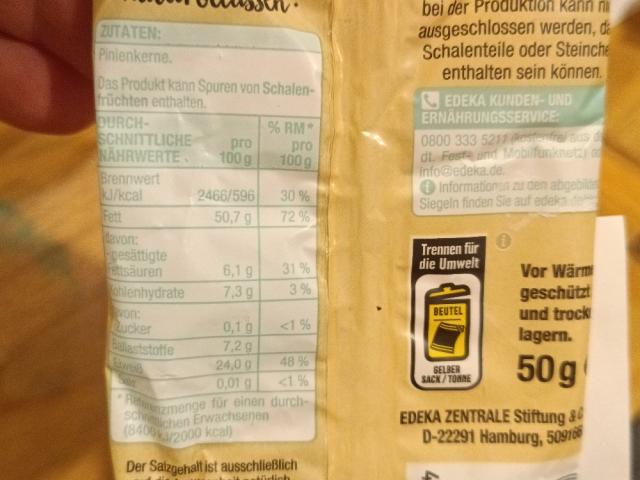 naturbelassen.
ZUTATEN:
Pinienkerne.
Das Produkt kann Spuren von Schalen-
früchten enthalten.
DURCH-
SCHNITTLICHE
NÄHRWERTE
pro
100 g
% RM*
pro
100 g
Brennwert
kJ/kcal 2466/596 30 %
Fett 50,7 g 72 %
davon:
gesättigte
Fettsäuren 6,1 g 31 %
Kohlenhydrate 7,3 g 3 %
davon:
Zucker 0,1 g <1 %
Ballaststoffe 7,2 g
Eiweiß 24,0 g 48 %
Salz 0,01 g <1 %
* Referenzmenge für einen durch-
schnittlichen Erwachsenen
(8400 kJ/2000 kcal)
Der Salzgehalt ist ausschließlich
bei der Produktion kann
ausgeschlossen werden,
Schalenteile oder Steinche
enthalten sein können.
EDEKA KUNDEN- UND
ERNÄHRUNGSSERVICE:
0800 333 5211 (kostenfrei aus d
dt. Fest- und Mobilfunknetz)
info@edeka.de.
i Informationen zu den abgebilde
Siegeln finden Sie auf edeka
Trennen für
die Umwelt
BEUTEL
GELBER
SACK / TONNE
i
Vor Wärm
geschützt
und trock
lagern.
50 g
EDEKA ZENTRALE Stiftung &
D-22291 Hamburg,